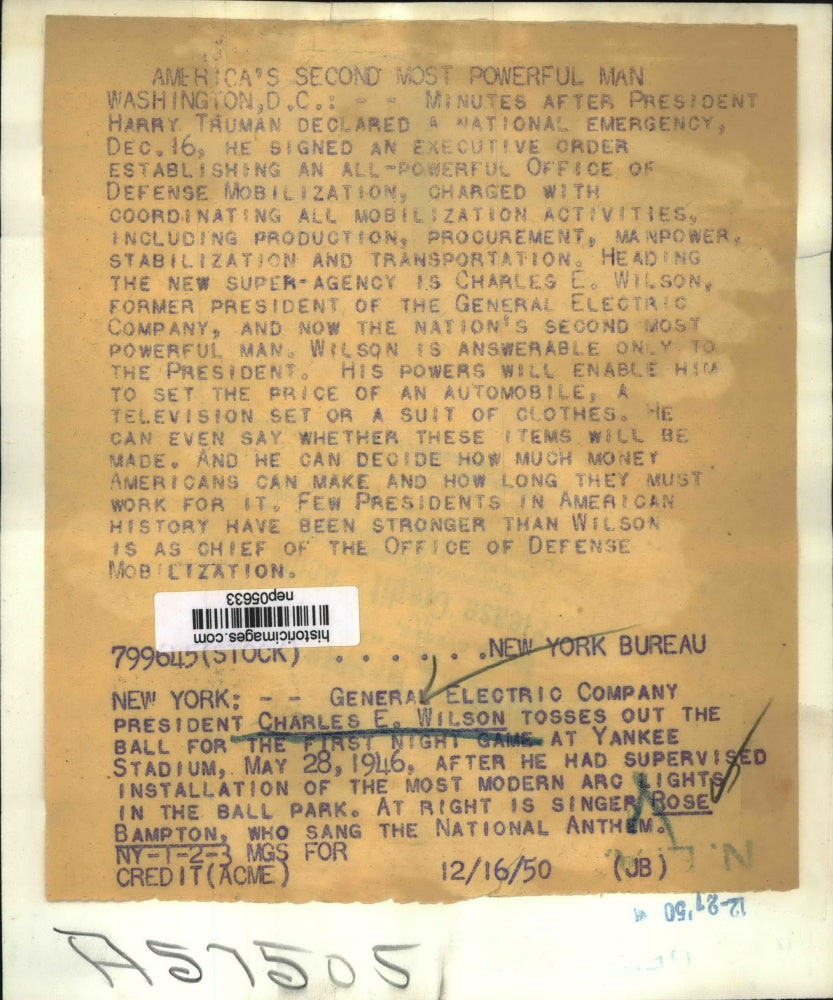 AMERICA'S SECOND MOST POWERFUL MAN
WASHINGTON,D.C.: - - MINUTES AFTER PRESIDENT
HARRY TRUMAN DECLARED A NATIONAL EMERGENCY,
DEC.16, HE SIGNED AN EXECUTIVE ORDER
ESTABLISHING AN ALL-POWERFUL OFFICE OF
DEFENSE MOBILIZATION, CHARGED WITH
COORDINATING ALL MOBILIZATION ACTIVITIES,
INCLUDING PRODUCTION, PROCUREMENT, MANPOWER,
STABILIZATION AND TRANSPORTATION. HEADING
THE NEW SUPER-AGENCY IS CHARLES E. WILSON,
FORMER PRESIDENT OF THE GENERAL ELECTRIC
COMPANY, AND NOW THE NATION'S SECOND MOST
POWERFUL MAN. WILSON IS ANSWERABLE ONLY TO
THE PRESIDENT. HIS POWERS WILL ENABLE HIM
TO SET THE PRICE OF AN AUTOMOBILE, A
TELEVISION SET OR A SUIT OF CLOTHES. HE
CAN EVEN SAY WHETHER THESE ITEMS WILL BE
MADE. AND HE CAN DECIDE HOW MUCH MONEY
AMERICANS CAN MAKE AND HOW LONG THEY MUST
WORK FOR IT. FEW PRESIDENTS IN AMERICAN
HISTORY HAVE BEEN STRONGER THAN WILSON
IS AS CHIEF OF THE OFFICE OF DEFENSE
MOBILIZATION.
nep05633
historicimages.com
799645(STOCK) . . . . . .NEW YORK BUREAU
NEW YORK: - - GENERAL ELECTRIC COMPANY
PRESIDENT CHARLES E. WILSON TOSSES OUT THE
BALL FOR THE FIRST NIGHT GAME AT YANKEE
STADIUM, MAY 28,1946, AFTER HE HAD SUPERVISED
INSTALLATION OF THE MOST MODERN ARC LIGHTS
IN THE BALL PARK. AT RIGHT IS SINGER ROSE
BAMPTON, WHO SANG THE NATIONAL ANTHEM.
NY-1-2-3 MGS FOR
CREDIT(ACME) 12/16/50 (JB)
12-21'50
A57505